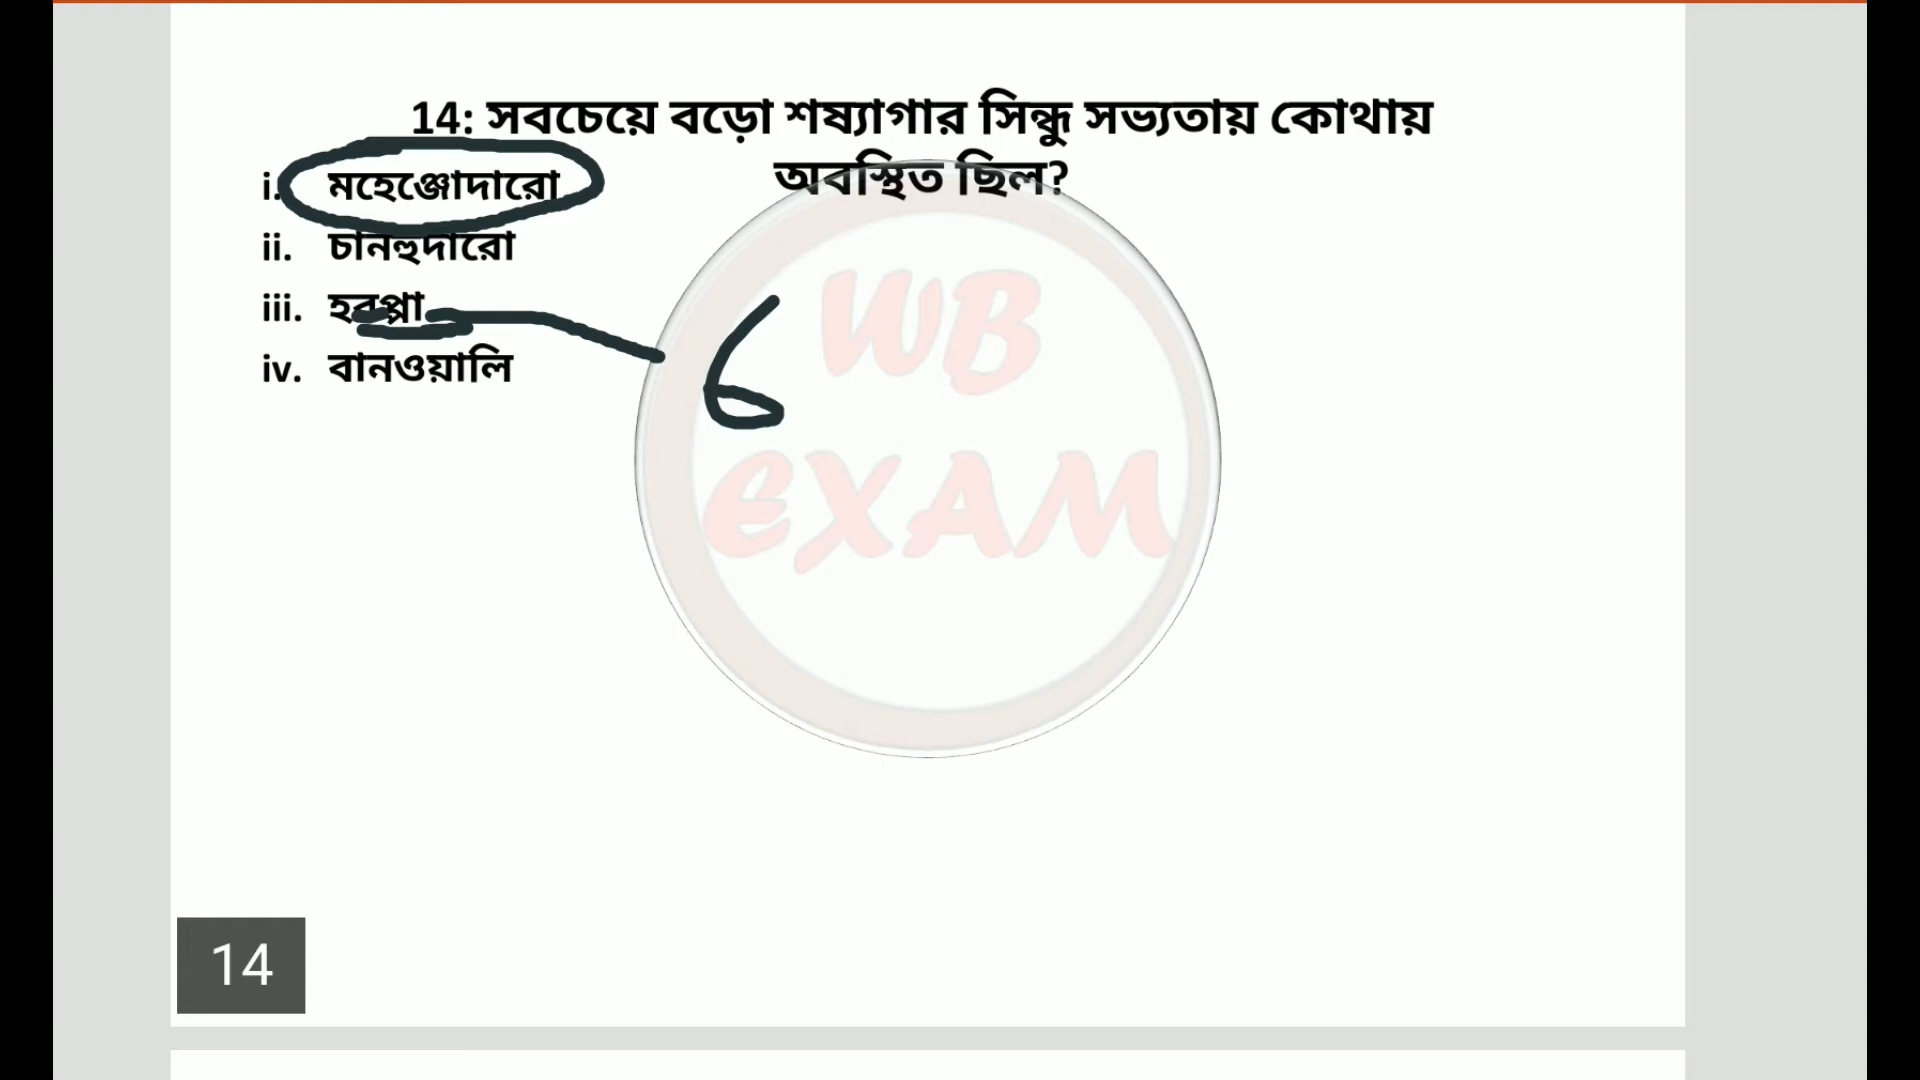 14: সবচেয়ে বড়ো শষ্যাগার সিন্ধু সভ্যতায় কোথায়
অবস্থিত ছিল?
i. মহেঞ্জোদারো
ii. চানহুদারো
iii. হরপ্পা
iv. বানওয়ালি
6
WB
EXAM
14